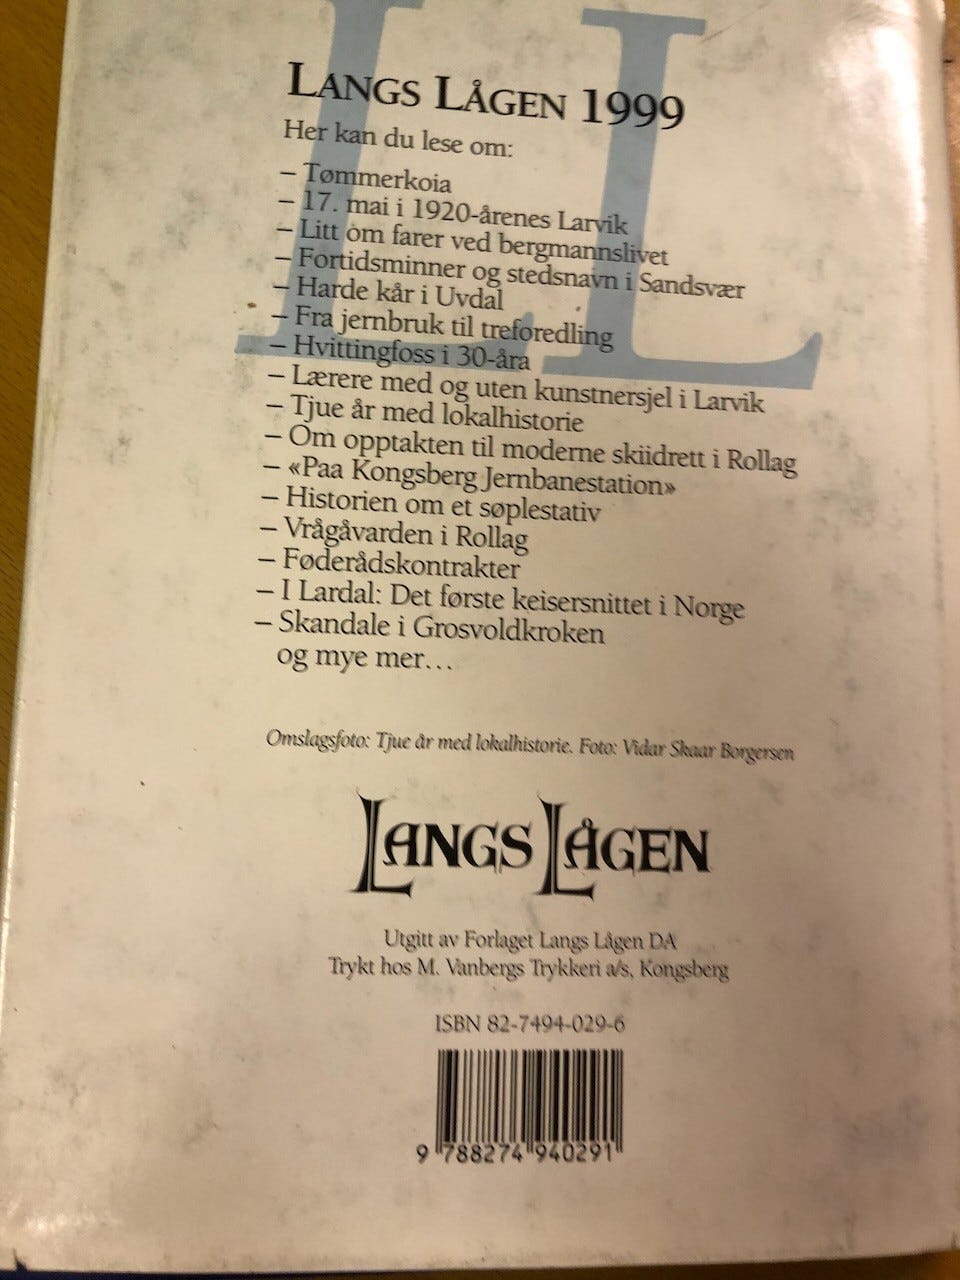 LANGS LÅGEN 1999
Her kan du lese om:
– Tømmerkoia
– 17. mai i 1920-årenes Larvik
– Litt om farer ved bergmannslivet
– Fortidsminner og stedsnavn i Sandsvær
– Harde kår i Uvdal
– Fra jernbruk til treforedling
– Hvittingfoss i 30-åra
– Lærere med og uten kunstnersjel i Larvik
– Tjue år med lokalhistorie
– Om opptakten til moderne skiidrett i Rollag
– «Paa Kongsberg Jernbanestation»
– Historien om et søplestativ
– Vrågåvarden i Rollag
– Føderådskontrakter
– I Lardal: Det første keisersnittet i Norge
– Skandale i Grosvoldkroken
og mye mer…
Omslagsfoto: Tjue år med lokalhistorie. Foto: Vidar Skaar Borgersen
LANGS LÅGEN
Utgitt av Forlaget Langs Lågen DA
Trykt hos M. Vanbergs Trykkeri a/s, Kongsberg
ISBN 82-7494-029-6
9 788274 940291